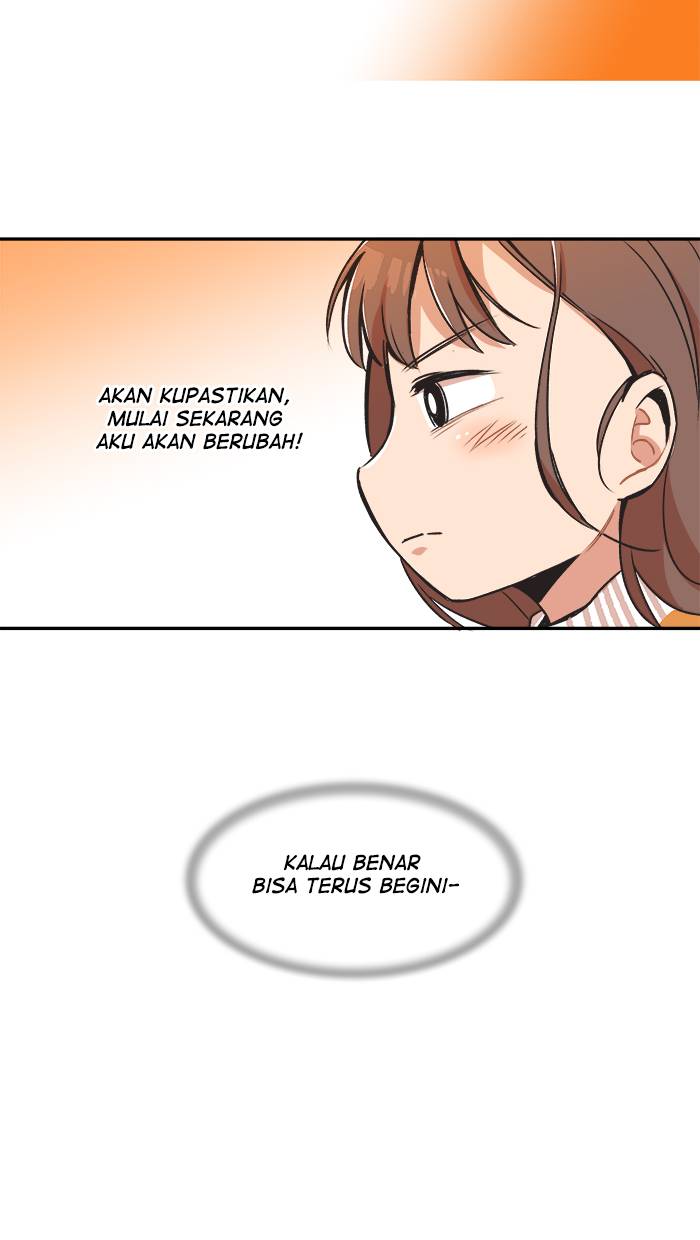 AKAN KUPASTIKAN,
MULAI SEKARANG
AKU AKAN BERUBAH!
KALAU BENAR
BISA TERUS BEGINI~